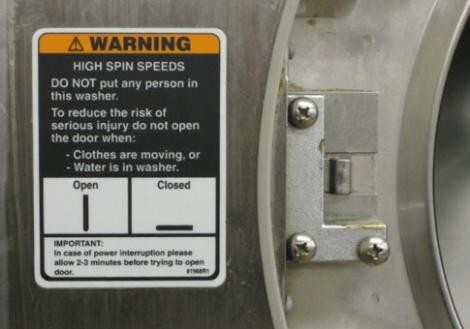 WARNING
HIGH SPIN SPEEDS
DO NOT put any person in
this washer.
To reduce the risk of
serious injury do not open
the door when:
- Clothes are moving, or
- Water is in washer.
Open Closed
IMPORTANT:
In case of power interruption please
allow 2-3 minutes before trying to open
door. 81968R1